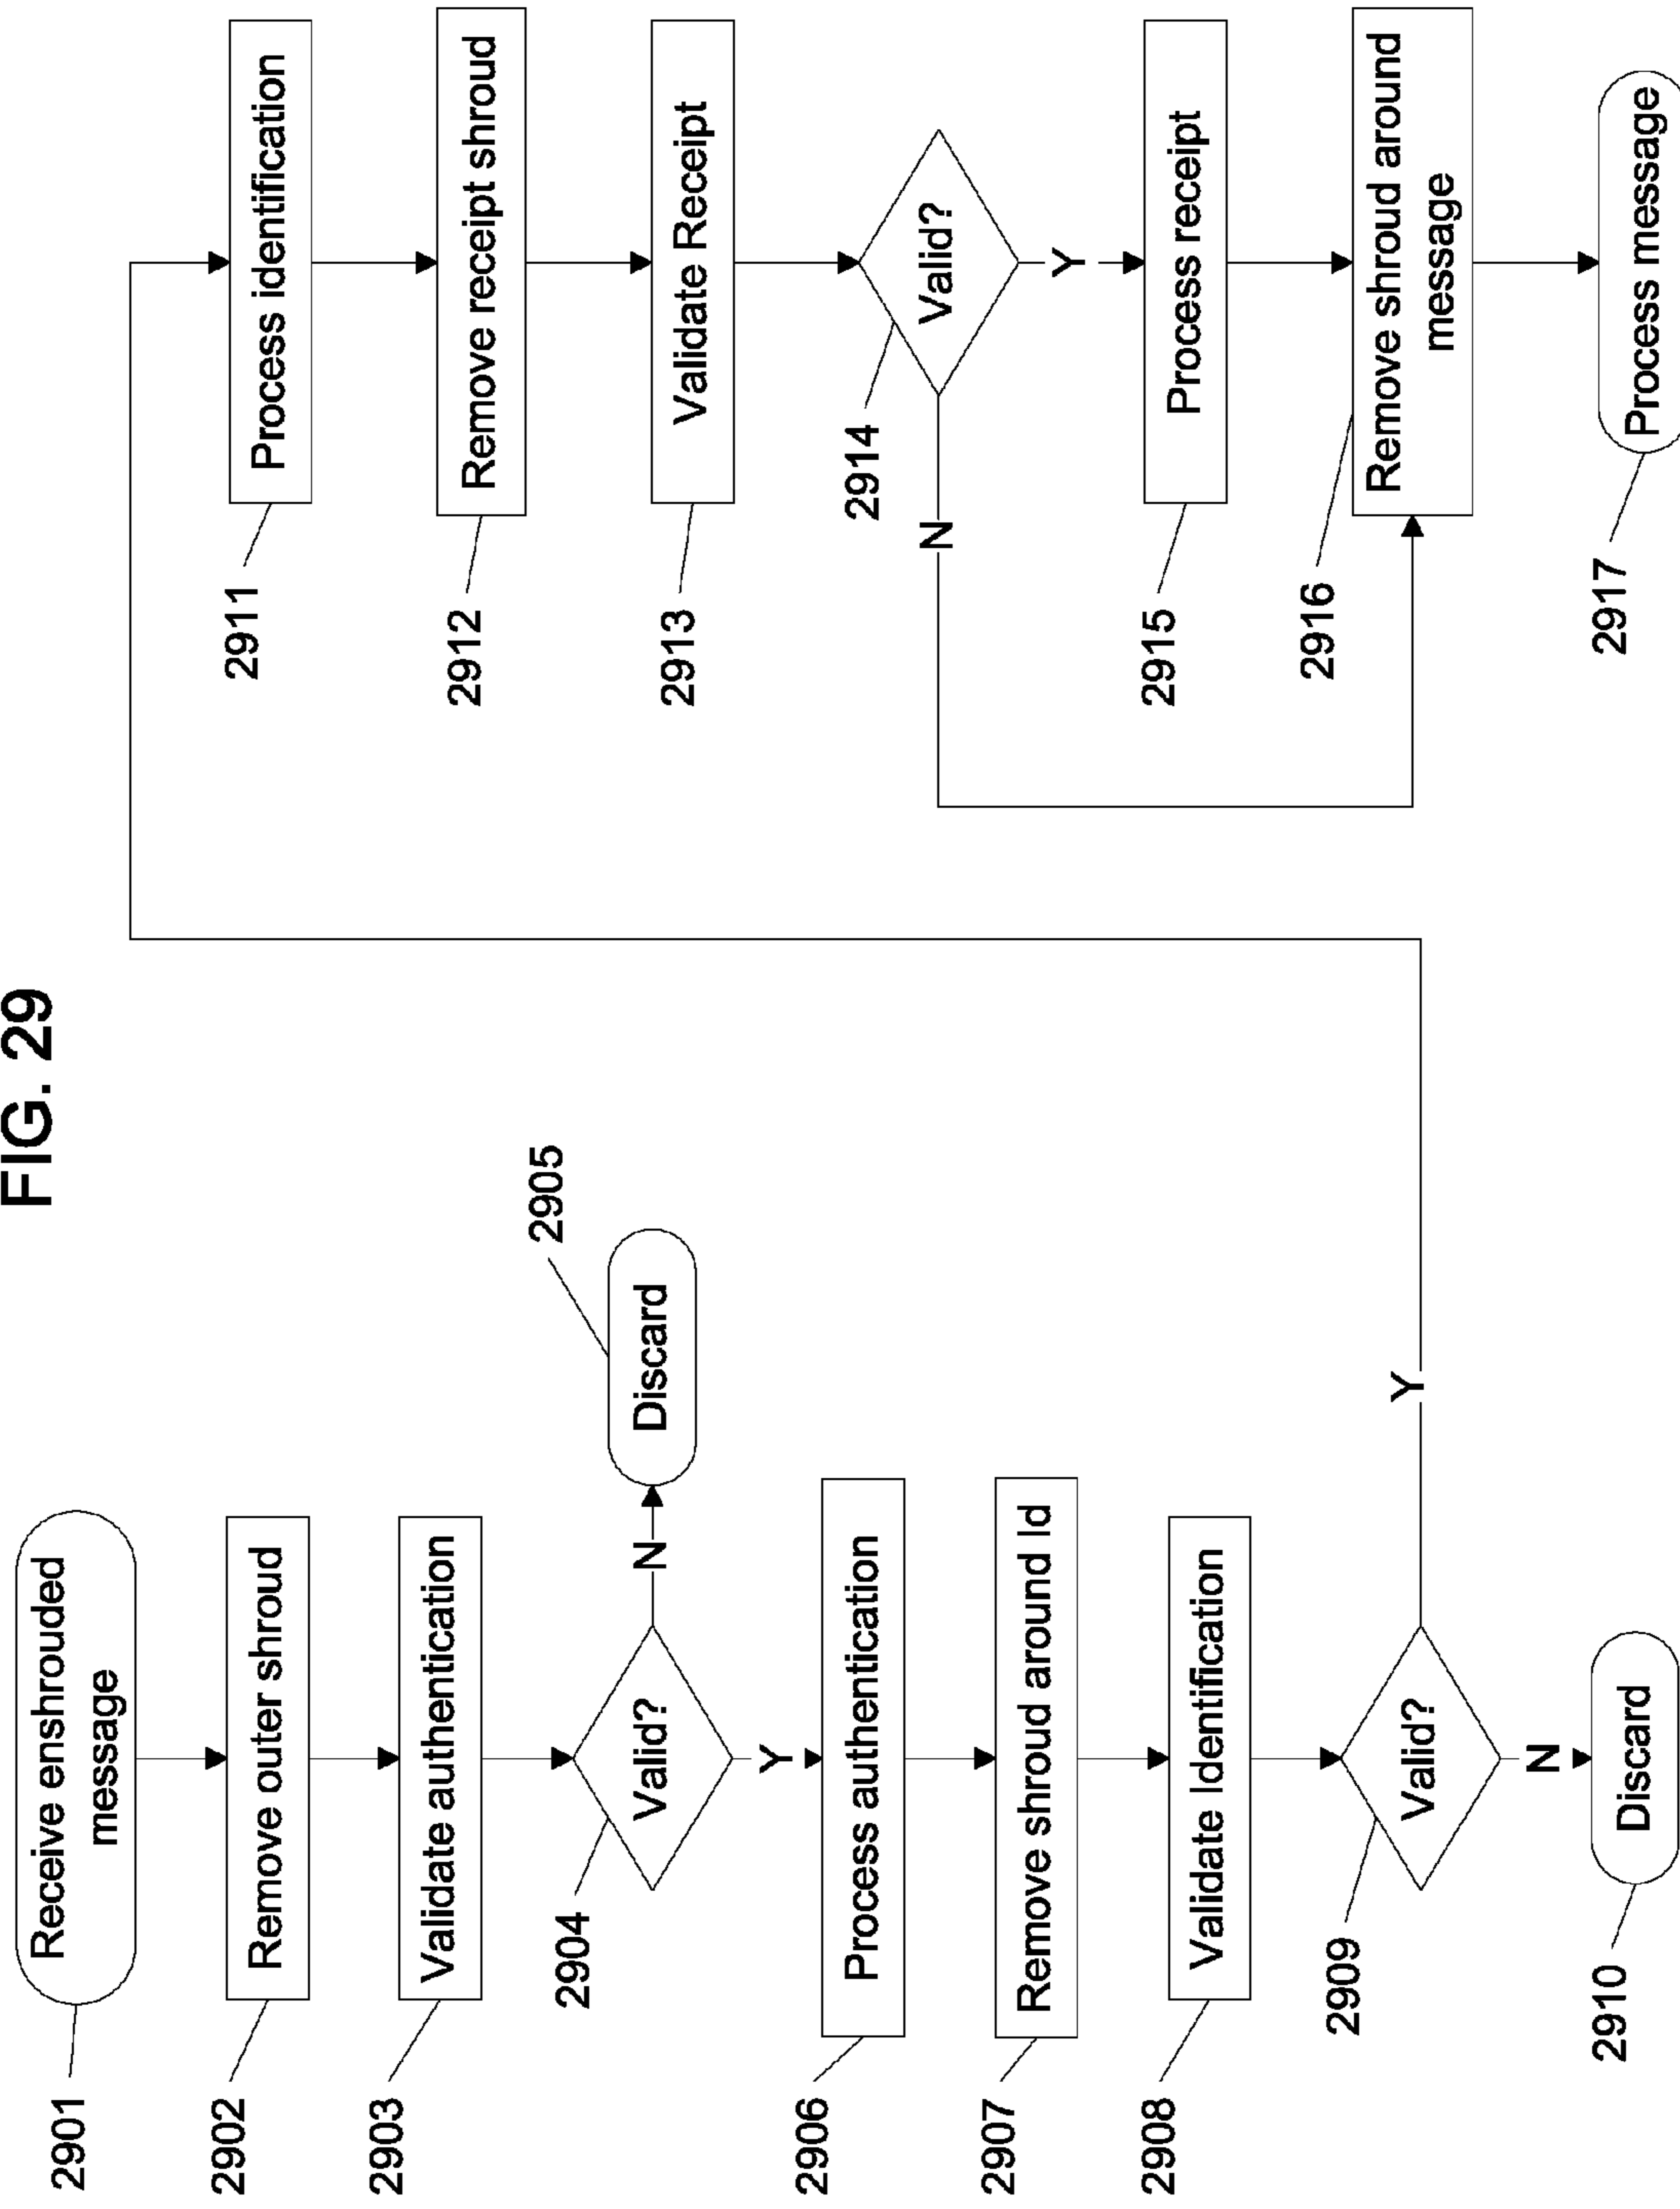 FIG. 29
2901
Receive enshrouded
message
2902
Remove outer shroud
2903
Validate authentication
2904
Valid?
N
Discard
2905
Y
2906
Process authentication
2907
Remove shroud around Id
2908
Validate Identification
2909
Valid?
Y
N
2910
Discard
2911
Process identification
2912
Remove receipt shroud
2913
Validate Receipt
2914
Valid?
N
Y
2915
Process receipt
2916
Remove shroud around
message
2917
Process message